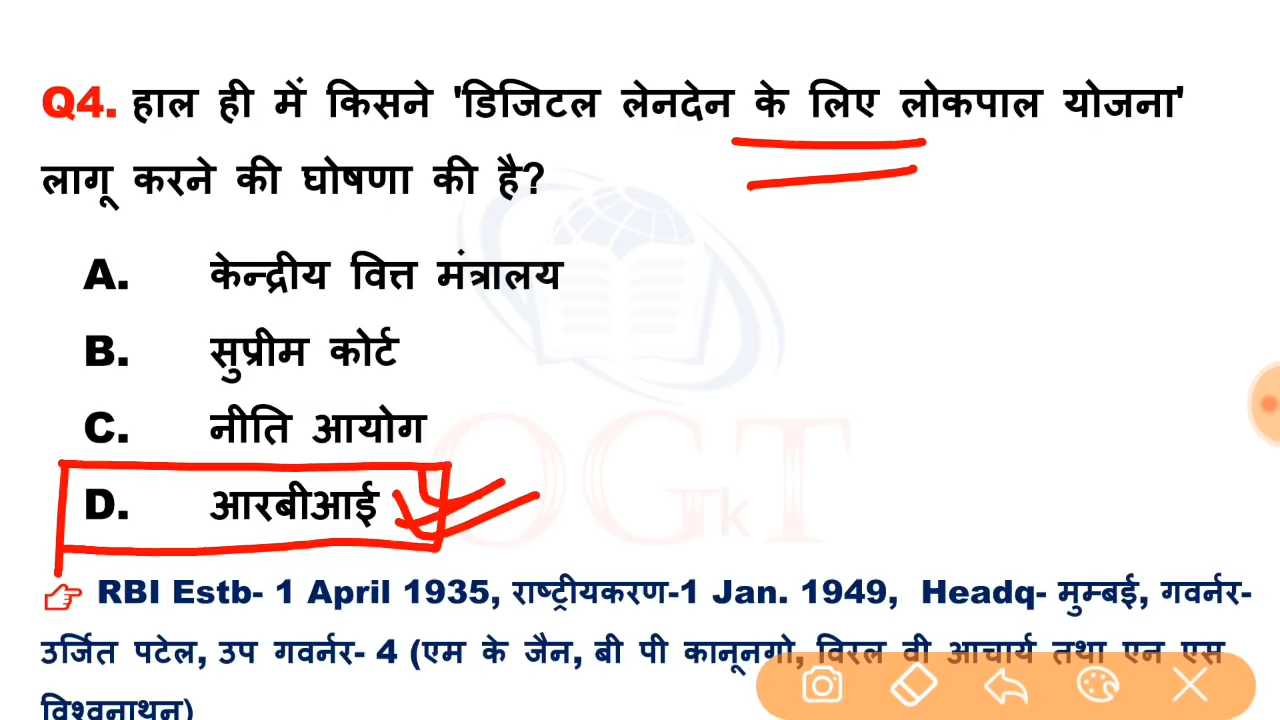 Q4. हाल ही में किसने 'डिजिटल लेनदेन के लिए लोकपाल योजना'
लागू करने की घोषणा की है?
A. केन्द्रीय वित्त मंत्रालय
B. सुप्रीम कोर्ट
C. नीति आयोग
D. आरबीआई
OGkT
RBI Estb- 1 April 1935, राष्ट्रीयकरण-1 Jan. 1949, Headq- मुम्बई, गवर्नर-
उर्जित पटेल, उप गवर्नर- 4 (एम के जैन, बी पी कानूनगो, विरल वी आचार्य तथा एन एस
विश्वनाथन)